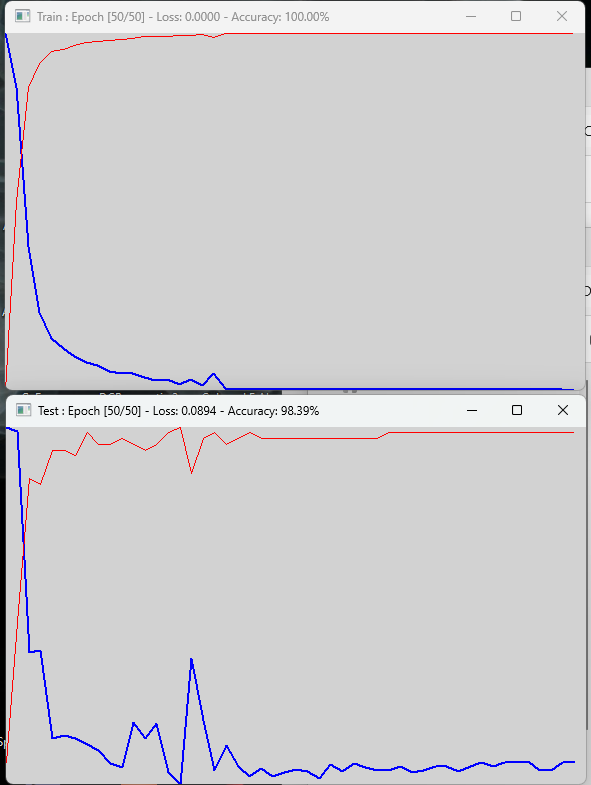 Train : Epoch [50/50] - Loss: 0.0000 - Accuracy: 100.00%
Test : Epoch [50/50] - Loss: 0.0894 - Accuracy: 98.39%